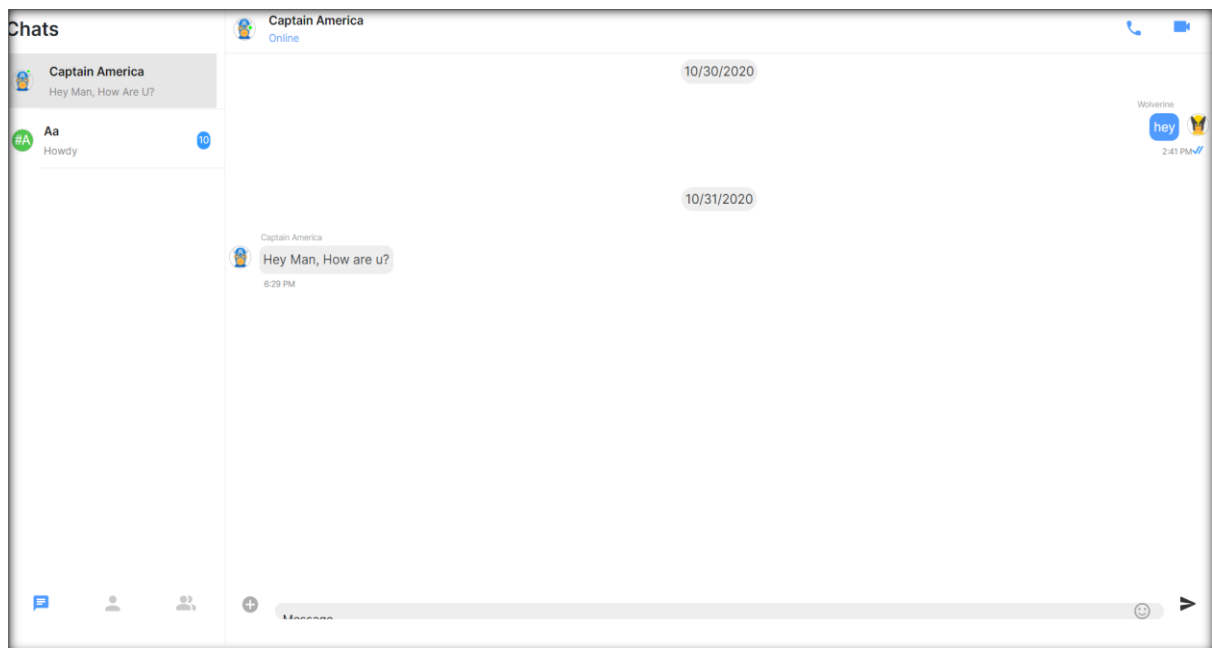 Chats
Captain America
Hey Man, How Are U?
#A
Aa
Howdy
10
Captain America
Online
10/30/2020
Wolverine
hey
2:41 PM
10/31/2020
Captain America
Hey Man, How are u?
6:29 PM
Message